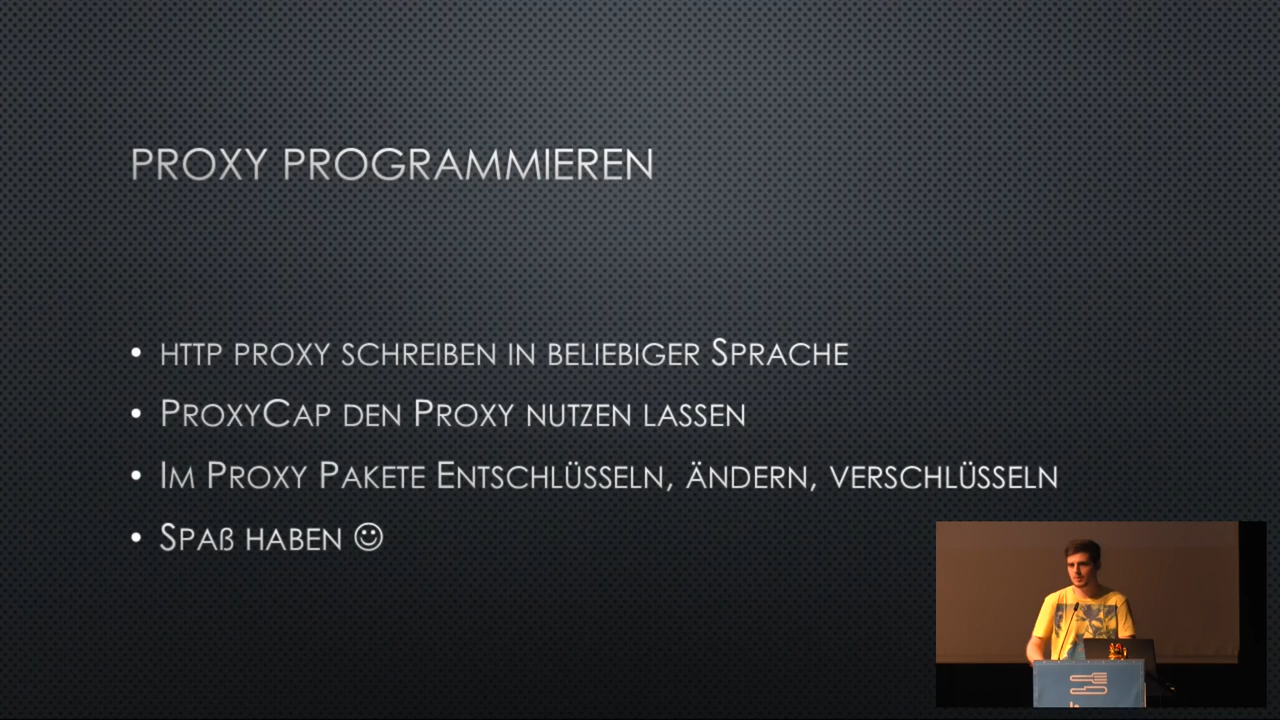 PROXY PROGRAMMIEREN
• HTTP PROXY SCHREIBEN IN BELIEBIGER SPRACHE
• PROXYCAP DEN PROXY NUTZEN LASSEN
• IM PROXY PAKETE ENTSCHLÜSSELN, ÄNDERN, VERSCHLÜSSELN
• SPAß HABEN ☺